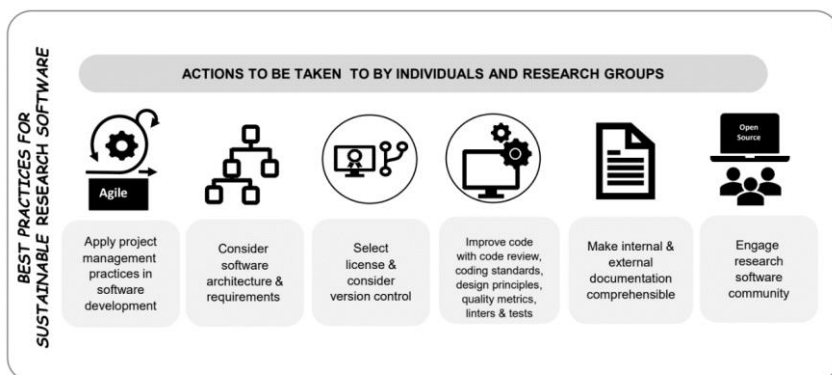 BEST PRACTICES FOR
SUSTAINABLE RESEARCH SOFTWARE
ACTIONS TO BE TAKEN TO BY INDIVIDUALS AND RESEARCH GROUPS
Agile
Open
Source
Apply project
management
practices in
software
development
Consider
software
architecture &
requirements
Select
license &
consider
version control
Improve code
with code review,
coding standards,
design principles,
quality metrics,
linters & tests
Make internal &
external
documentation
comprehensible
Engage
research
software
community